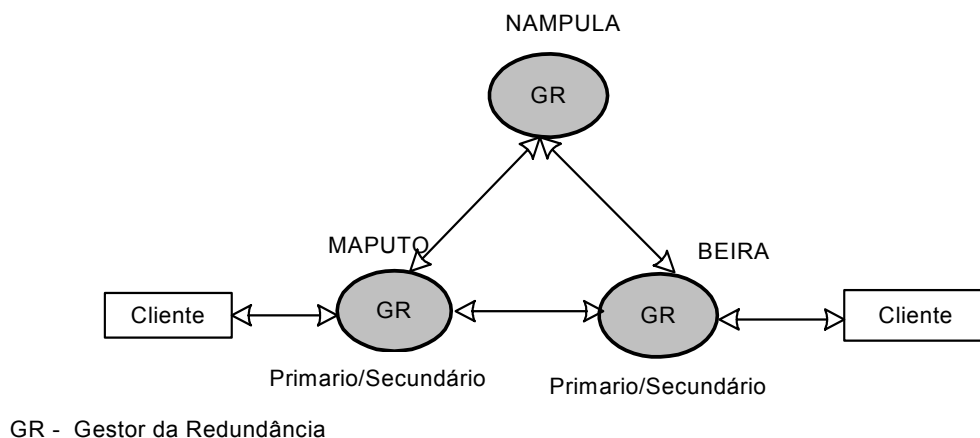 NAMPULA
GR
MAPUTO
BEIRA
Cliente
GR
GR
Cliente
Primario/Secundário
Primario/Secundário
GR - Gestor da Redundância